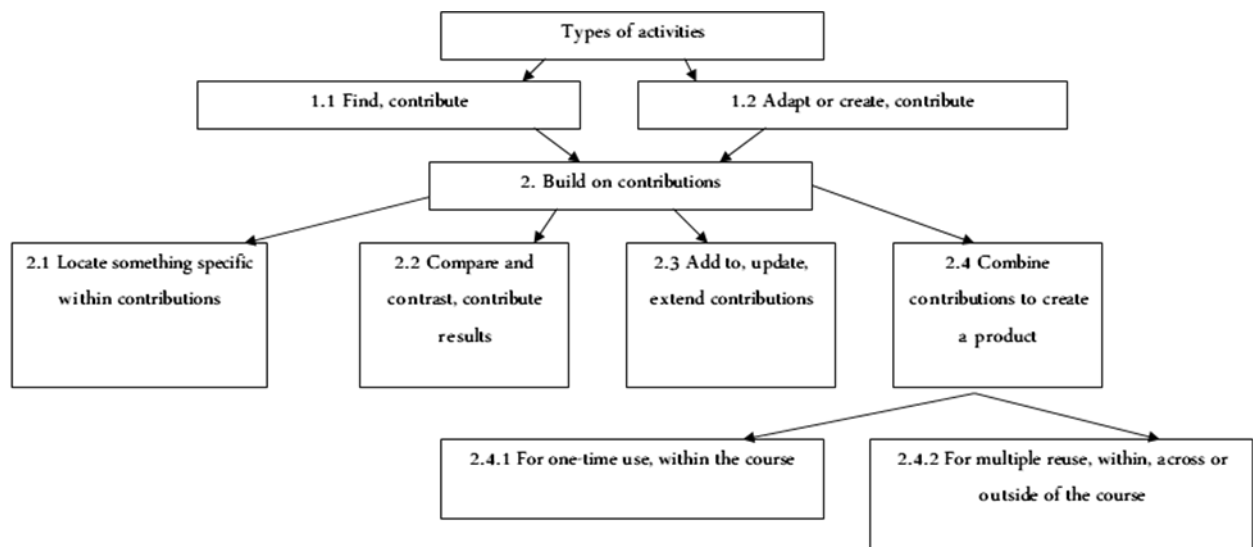 Types of activities
1.1 Find, contribute
1.2 Adapt or create, contribute
2. Build on contributions
2.1 Locate something specific
within contributions
2.2 Compare and
contrast, contribute
results
2.3 Add to, update,
extend contributions
2.4 Combine
contributions to create
a product
2.4.1 For one-time use, within the course
2.4.2 For multiple reuse, within, across or
outside of the course